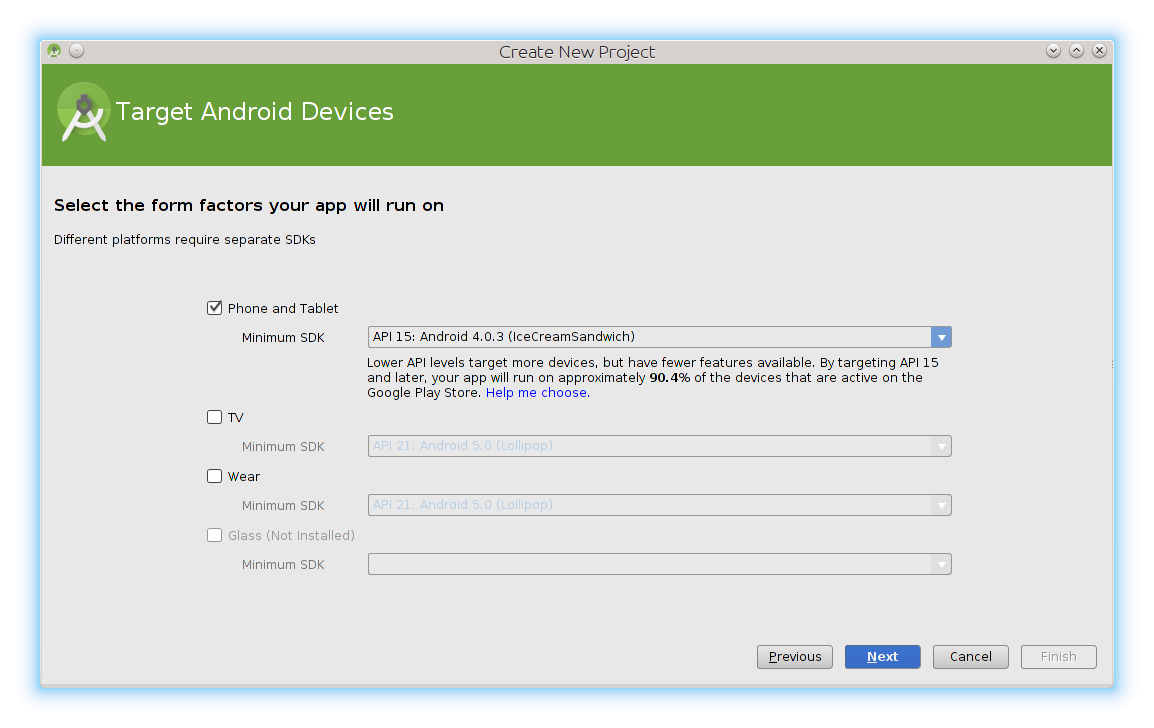 Create New Project
Target Android Devices
Select the form factors your app will run on
Different platforms require separate SDKs
Phone and Tablet
Minimum SDK API 15: Android 4.0.3 (IceCreamSandwich)
Lower API levels target more devices, but have fewer features available. By targeting API 15
and later, your app will run on approximately 90.4% of the devices that are active on the
Google Play Store. Help me choose.
TV
Minimum SDK API 21: Android 5.0 (Lollipop)
Wear
Minimum SDK API 21: Android 5.0 (Lollipop)
Glass (Not Installed)
Minimum SDK
Previous Next Cancel Finish